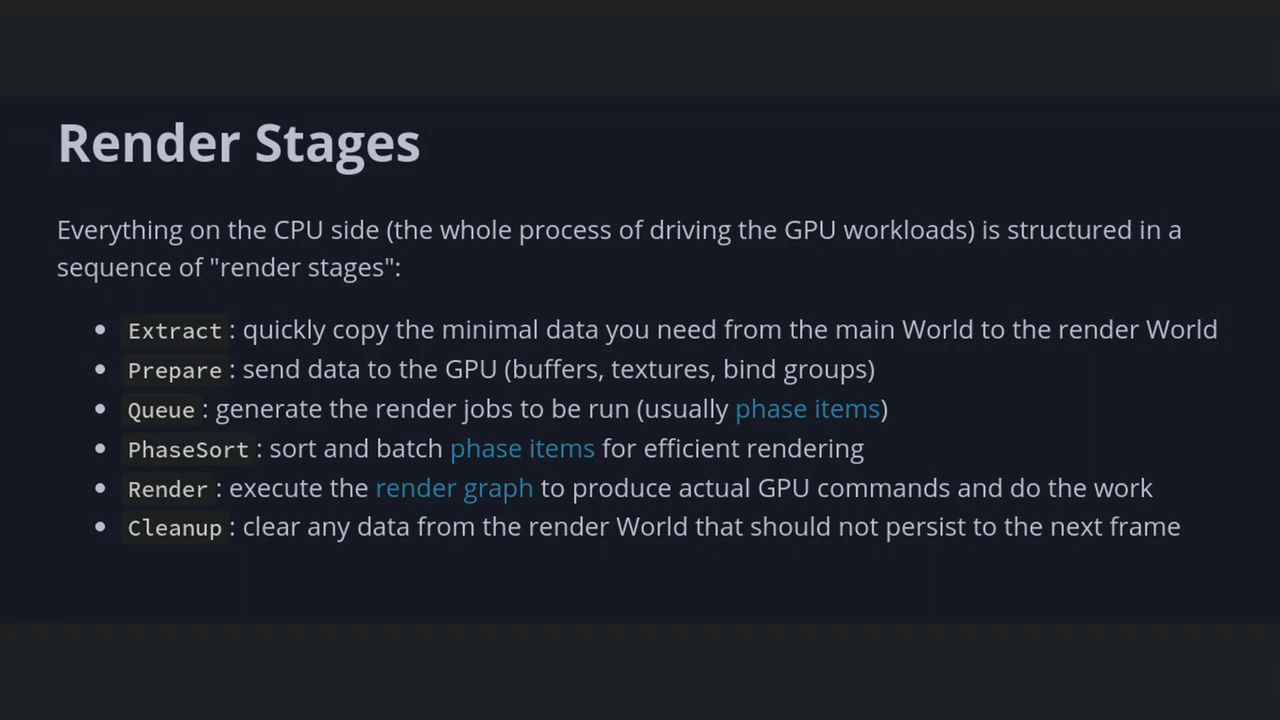 Render Stages
Everything on the CPU side (the whole process of driving the GPU workloads) is structured in a
sequence of "render stages":
• Extract: quickly copy the minimal data you need from the main World to the render World
• Prepare: send data to the GPU (buffers, textures, bind groups)
• Queue: generate the render jobs to be run (usually phase items)
• PhaseSort: sort and batch phase items for efficient rendering
• Render: execute the render graph to produce actual GPU commands and do the work
• Cleanup: clear any data from the render World that should not persist to the next frame